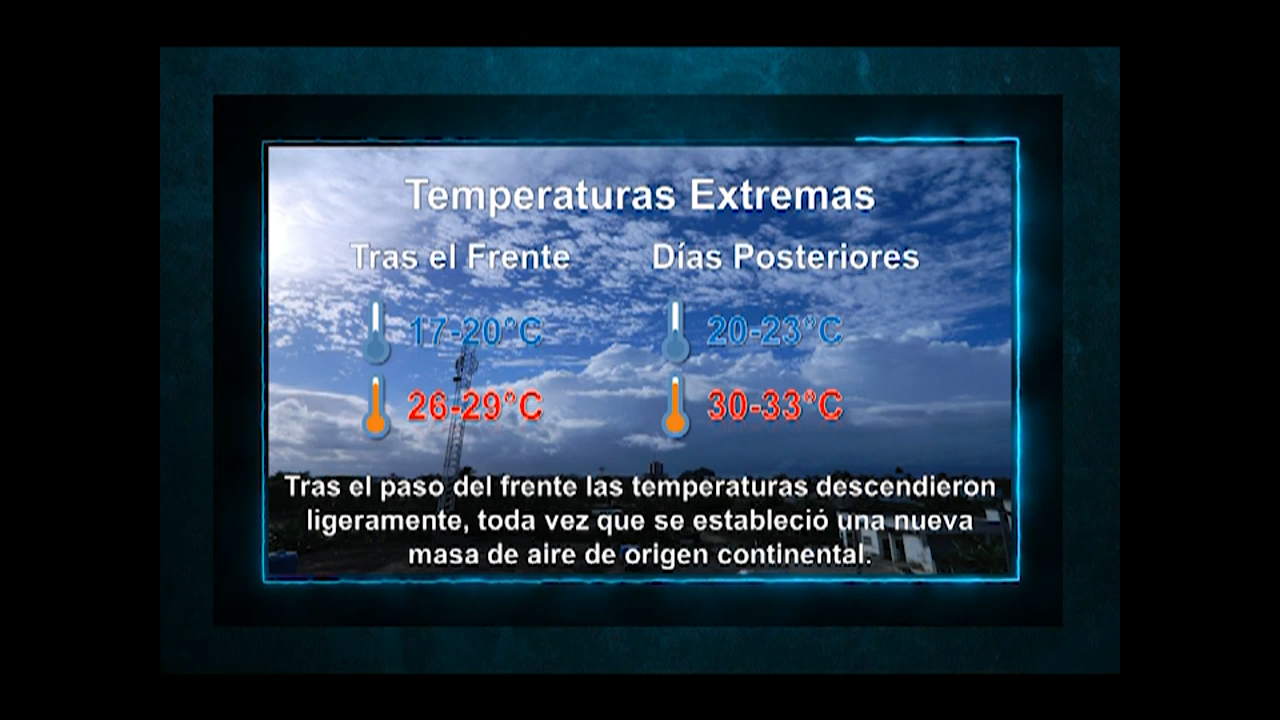 Temperaturas Extremas
Tras el Frente
Días Posteriores
17-20°C
20-23°C
26-29°C
30-33°C
Tras el paso del frente las temperaturas descendieron
ligeramente, toda vez que se estableció una nueva
masa de aire de origen continental.